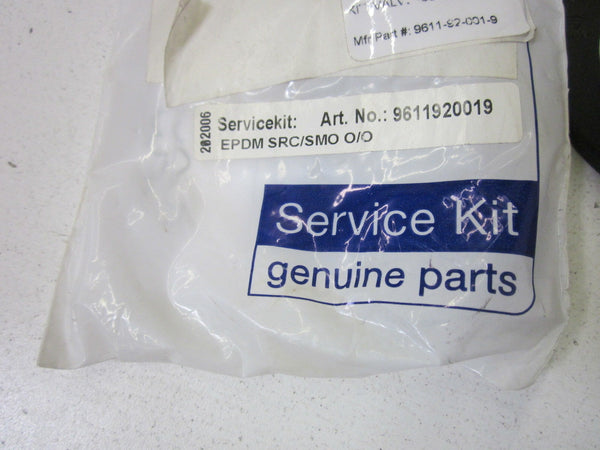 Mfr Part #: 9611-92-001-9
202006
Servicekit: Art. No.: 9611920019
EPDM SRC/SMO O/O
Service Kit
genuine parts